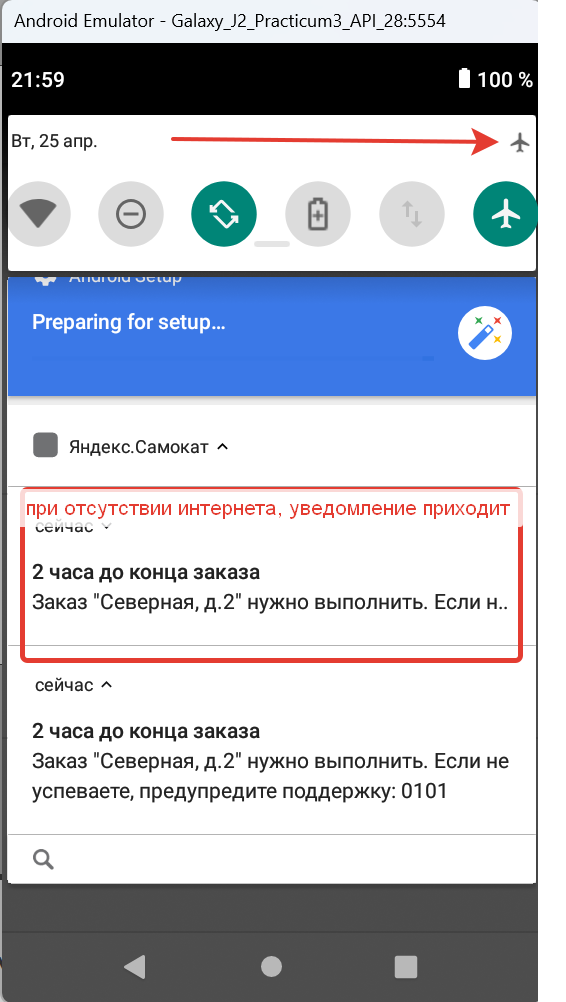 Android Emulator - Galaxy_J2_Practicum3_API_28:5554
21:59
100 %
Вт, 25 апр.
Android Setup
Preparing for setup…
Яндекс.Самокат
при отсутствии интернета, уведомление приходит
сейчас
2 часа до конца заказа
Заказ "Северная, д.2" нужно выполнить. Если н..
сейчас
2 часа до конца заказа
Заказ "Северная, д.2" нужно выполнить. Если не
успеваете, предупредите поддержку: 0101